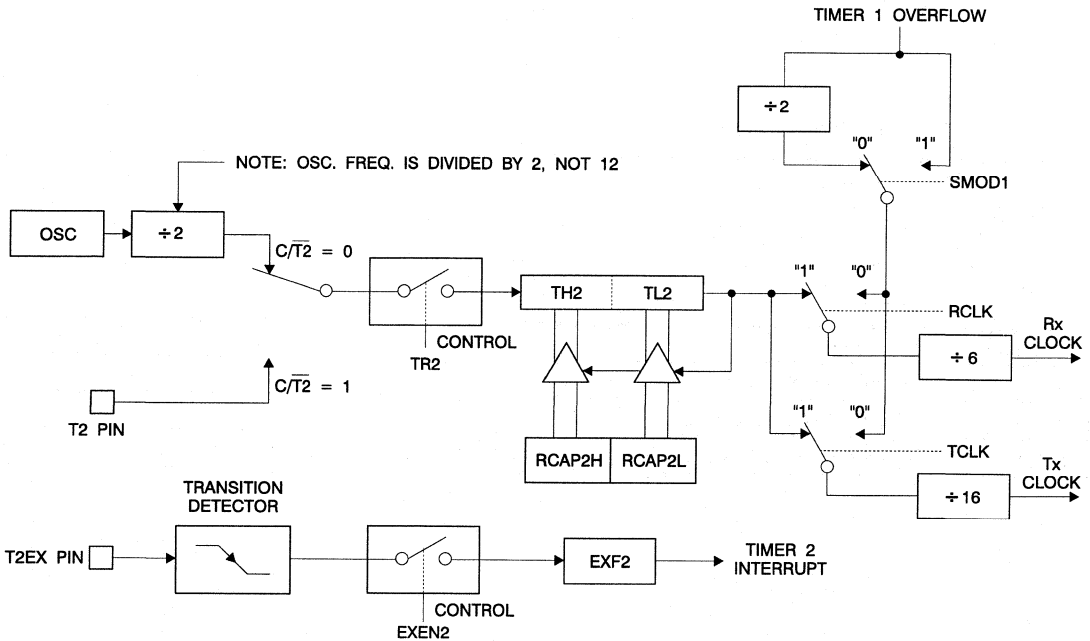 TIMER 1 OVERFLOW
÷2
"0" "1"
SMOD1
NOTE: OSC. FREQ. IS DIVIDED BY 2, NOT 12
OSC
÷2
C/T2 = 0
TH2 TL2
"1" "0"
RCLK
Rx
CLOCK
CONTROL
TR2
÷6
C/T2 = 1
T2 PIN
"1" "0"
RCAP2H RCAP2L
TCLK
Tx
CLOCK
÷16
TRANSITION
DETECTOR
T2EX PIN
EXF2
TIMER 2
INTERRUPT
CONTROL
EXEN2